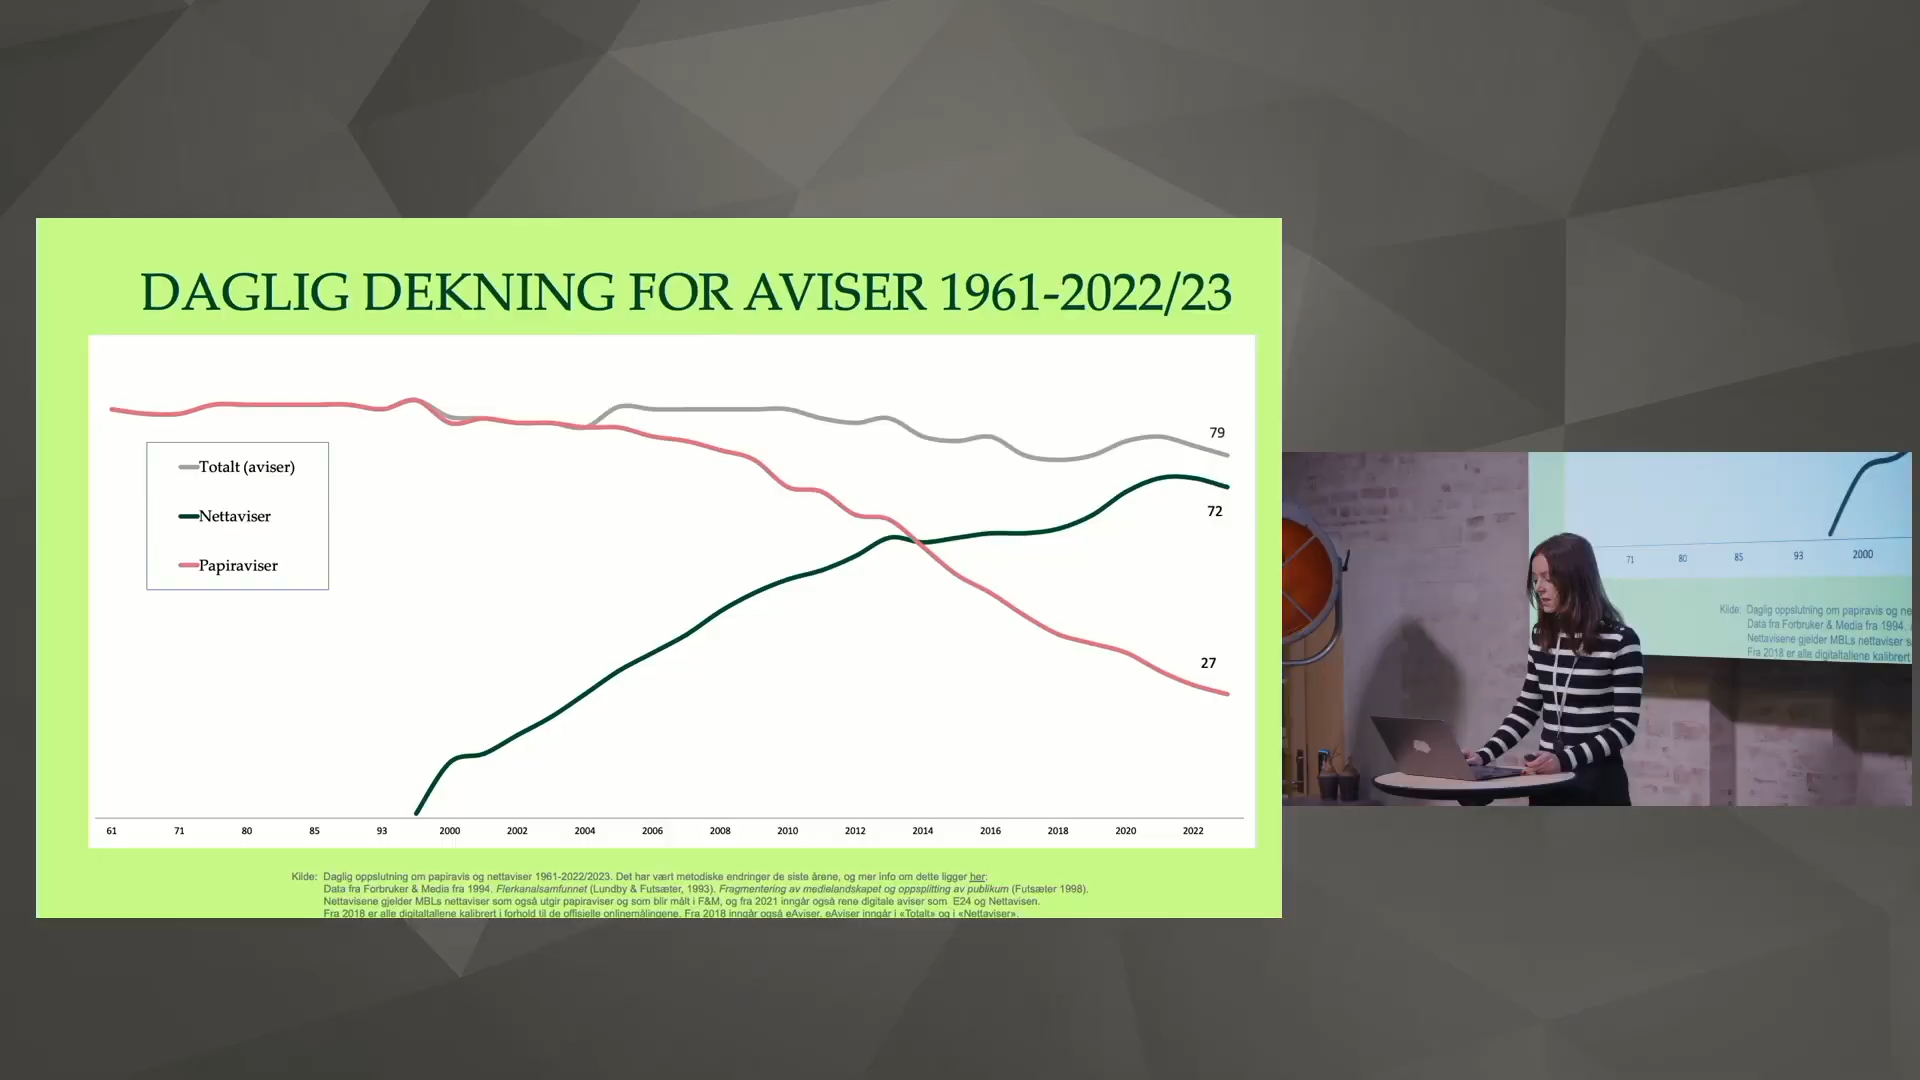 DAGLIG DEKNING FOR AVISER 1961-2022/23
Totalt (aviser)
Nettaviser
Papiraviser
79
72
27
61 71 80 85 93 2000 2002 2004 2006 2008 2010 2012 2014 2016 2018 2020 2022
Kilde: Daglig oppslutning om papiravis og nettaviser 1961-2022/2023. Det har vært metodiske endringer de siste årene, og mer info om dette ligger her:
Data fra Forbruker & Media fra 1994. Flerkanalsamfunnet (Lundby & Futsæter, 1993). Fragmentering av medielandskapet og oppsplitting av publikum (Futsæter 1998).
Nettavisene gjelder MBLs nettaviser som også utgir papiraviser og som blir målt i F&M, og fra 2021 inngår også rene digitale aviser som E24 og Nettavisen.
Fra 2018 er alle digitaltallene kalibrert i forhold til de offisielle onlinemålingene. Fra 2018 inngår også eAviser. eAviser inngår i «Totalt» og i «Nettaviser».
71 80 85 93 2000
Kilde: Daglig oppslutning om papiravis og ne
Data fra Forbruker & Media fra 1994.
Nettavisene gjelder MBLs nettaviser s
Fra 2018 er alle digitaltallene kalibrert